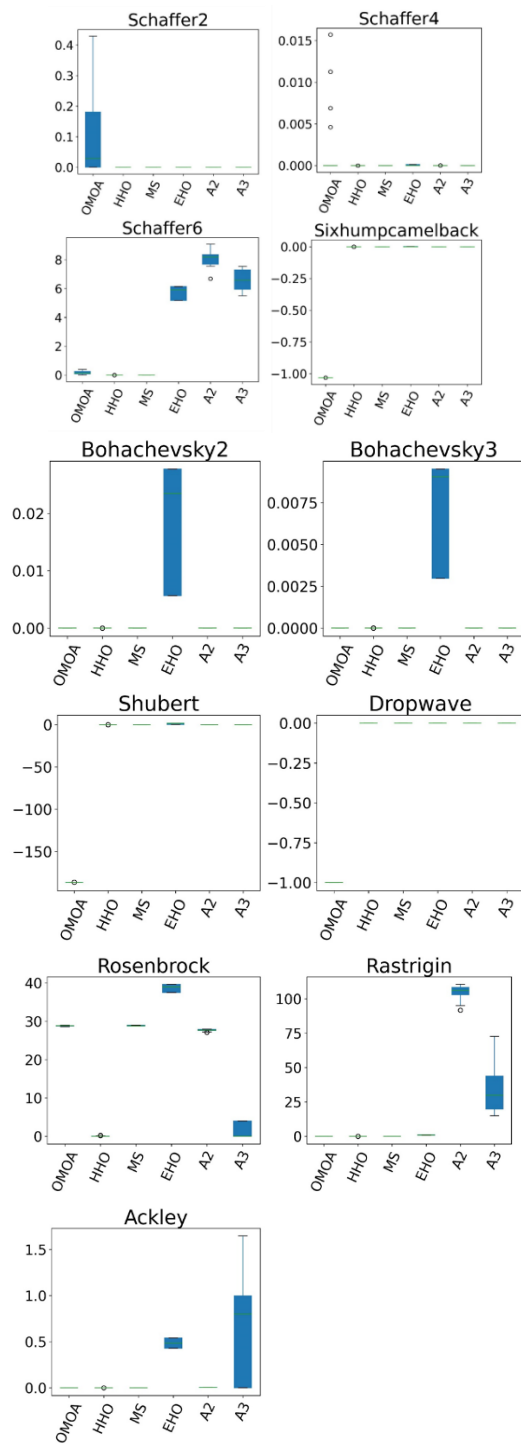 Schaffer2
0.4
0.3
0.2
0.1
0.0
OMOA HHO MS EHO A2 A3
Schaffer4
0.015
0.010
0.005
0.000
OMOA HHO MS EHO A2 A3
Schaffer6
8
6
4
2
0
OMOA HHO MS EHO A2 A3
Sixhumpcamelback
0.00
−0.25
−0.50
−0.75
−1.00
OMOA HHO MS EHO A2 A3
Bohachevsky2
0.02
0.01
0.00
OMOA HHO MS EHO A2 A3
Bohachevsky3
0.0075
0.0050
0.0025
0.0000
OMOA HHO MS EHO A2 A3
Shubert
0
−50
−100
−150
OMOA HHO MS EHO A2 A3
Dropwave
0.00
−0.25
−0.50
−0.75
−1.00
OMOA HHO MS EHO A2 A3
Rosenbrock
40
30
20
10
0
OMOA HHO MS EHO A2 A3
Rastrigin
100
75
50
25
0
OMOA HHO MS EHO A2 A3
Ackley
1.5
1.0
0.5
0.0
OMOA HHO MS EHO A2 A3